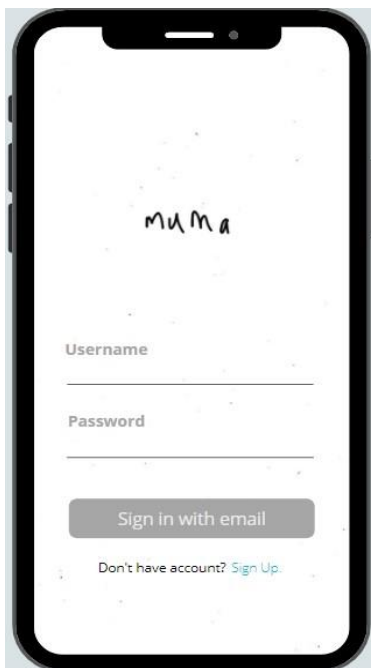 muma
Username
Password
Sign in with email
Don't have account? Sign Up.